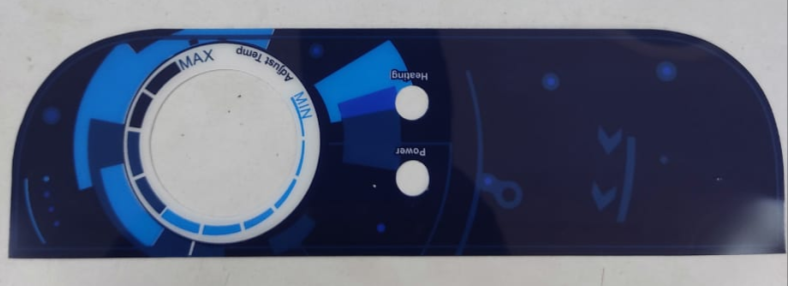 MAX
Adjust Temp
MIN
Heating
Power